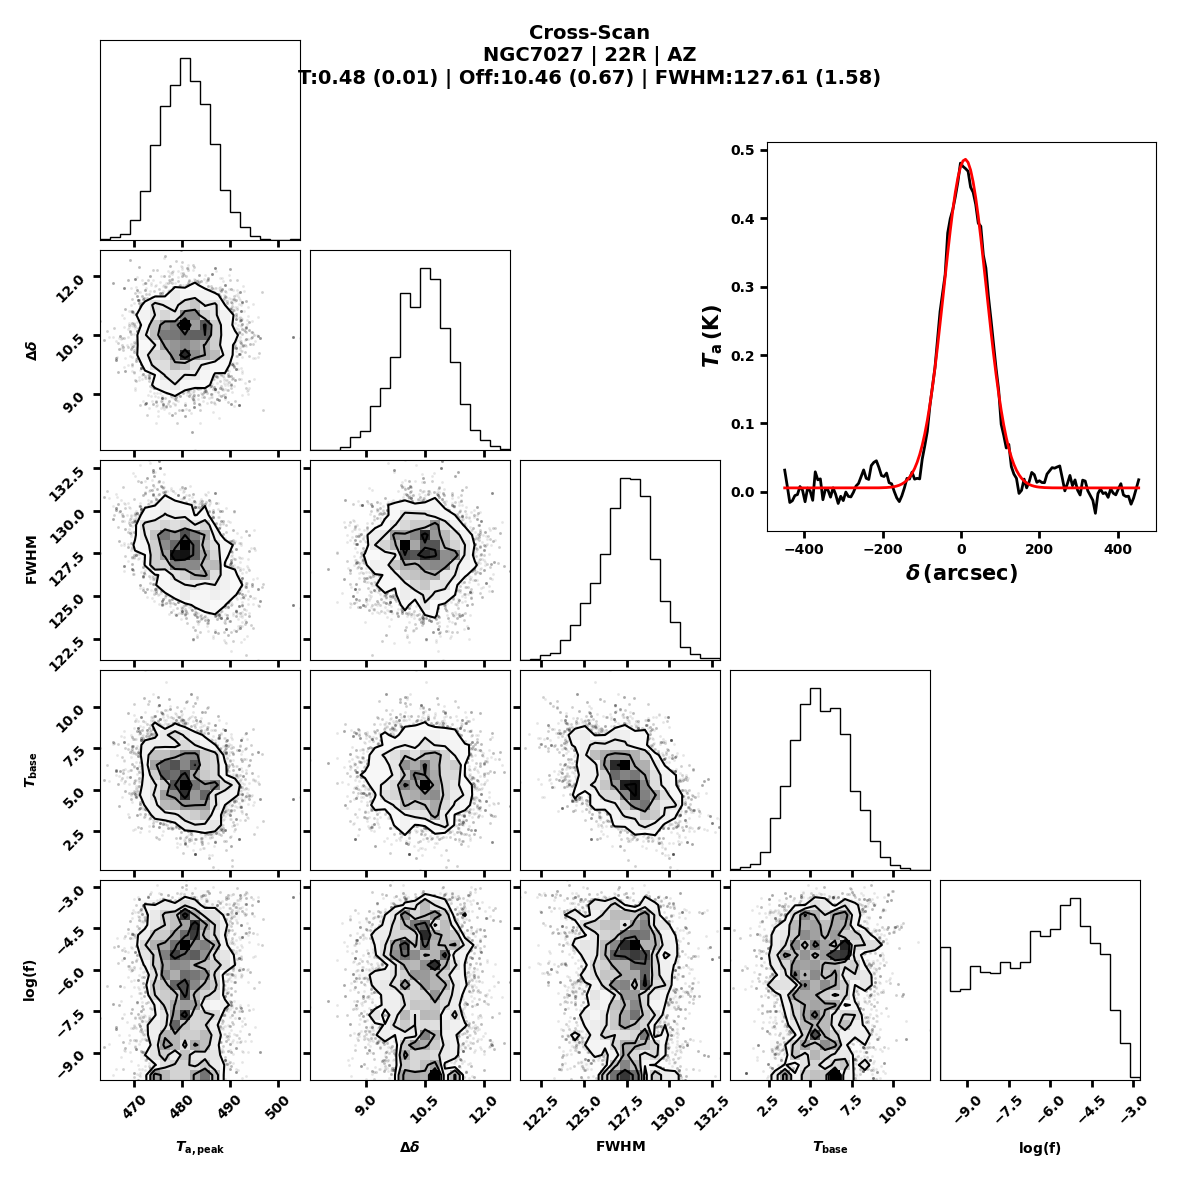 Cross-Scan
NGC7027 | 22R | AZ
T:0.48 (0.01) | Off:10.46 (0.67) | FWHM:127.61 (1.58)
0.5
0.4
0.3
0.2
0.1
0.0
Ta (K)
−400 −200 0 200 400
δ (arcsec)
12.0
10.5
9.0
Δδ
132.5
130.0
127.5
125.0
122.5
FWHM
10.0
7.5
5.0
2.5
Tbase
−3.0
−4.5
−6.0
−7.5
−9.0
log(f)
470 480 490 500
9.0 10.5 12.0
122.5 125.0 127.5 130.0 132.5
2.5 5.0 7.5 10.0
−9.0 −7.5 −6.0 −4.5 −3.0
Ta,peak Δδ FWHM Tbase log(f)